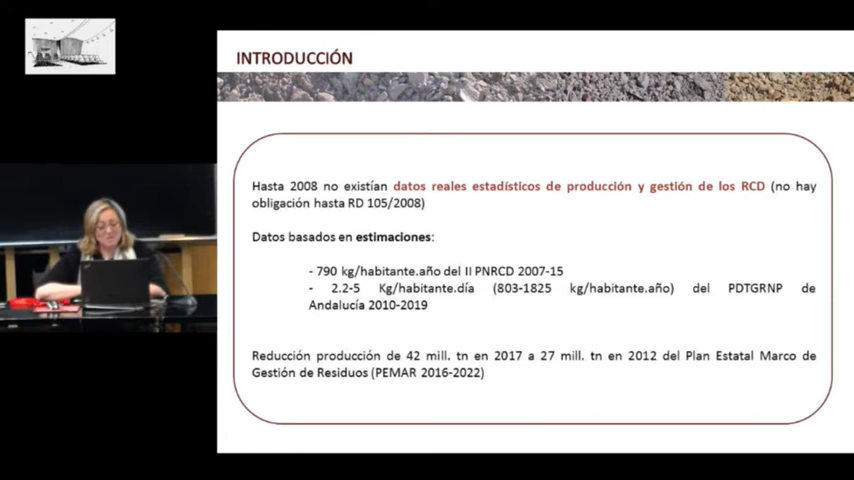 INTRODUCCIÓN
Hasta 2008 no existían datos reales estadísticos de producción y gestión de los RCD (no hay
obligación hasta RD 105/2008)
Datos basados en estimaciones:
- 790 kg/habitante.año del II PNRCD 2007-15
- 2.2-5 Kg/habitante.día (803-1825 kg/habitante.año) del PDTGRNP de
Andalucía 2010-2019
Reducción producción de 42 mill. tn en 2017 a 27 mill. tn en 2012 del Plan Estatal Marco de
Gestión de Residuos (PEMAR 2016-2022)